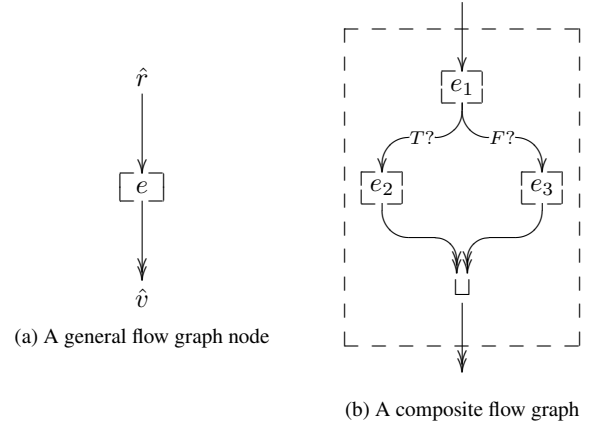 r̂
e
v̂
(a) A general flow graph node
e₁
T? F?
e₂ e₃
⊔
(b) A composite flow graph